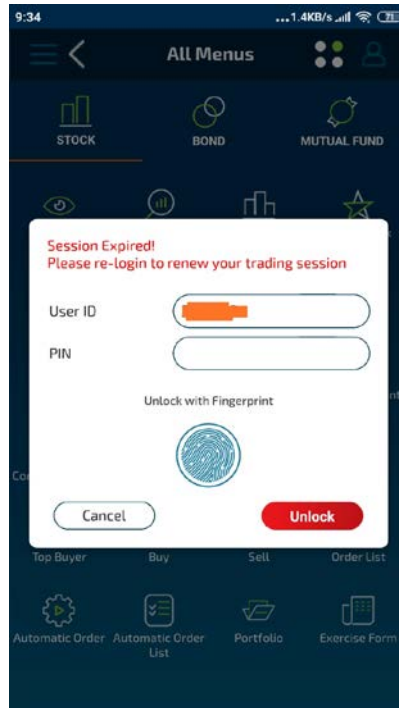 9:34
...1.4KB/s
71
All Menus
STOCK
BOND
MUTUAL FUND
Session Expired!
Please re-login to renew your trading session
User ID
PIN
Unlock with Fingerprint
Cancel
Unlock
Top Buyer
Buy
Sell
Order List
Automatic Order
Automatic Order
List
Portfolio
Exercise Form